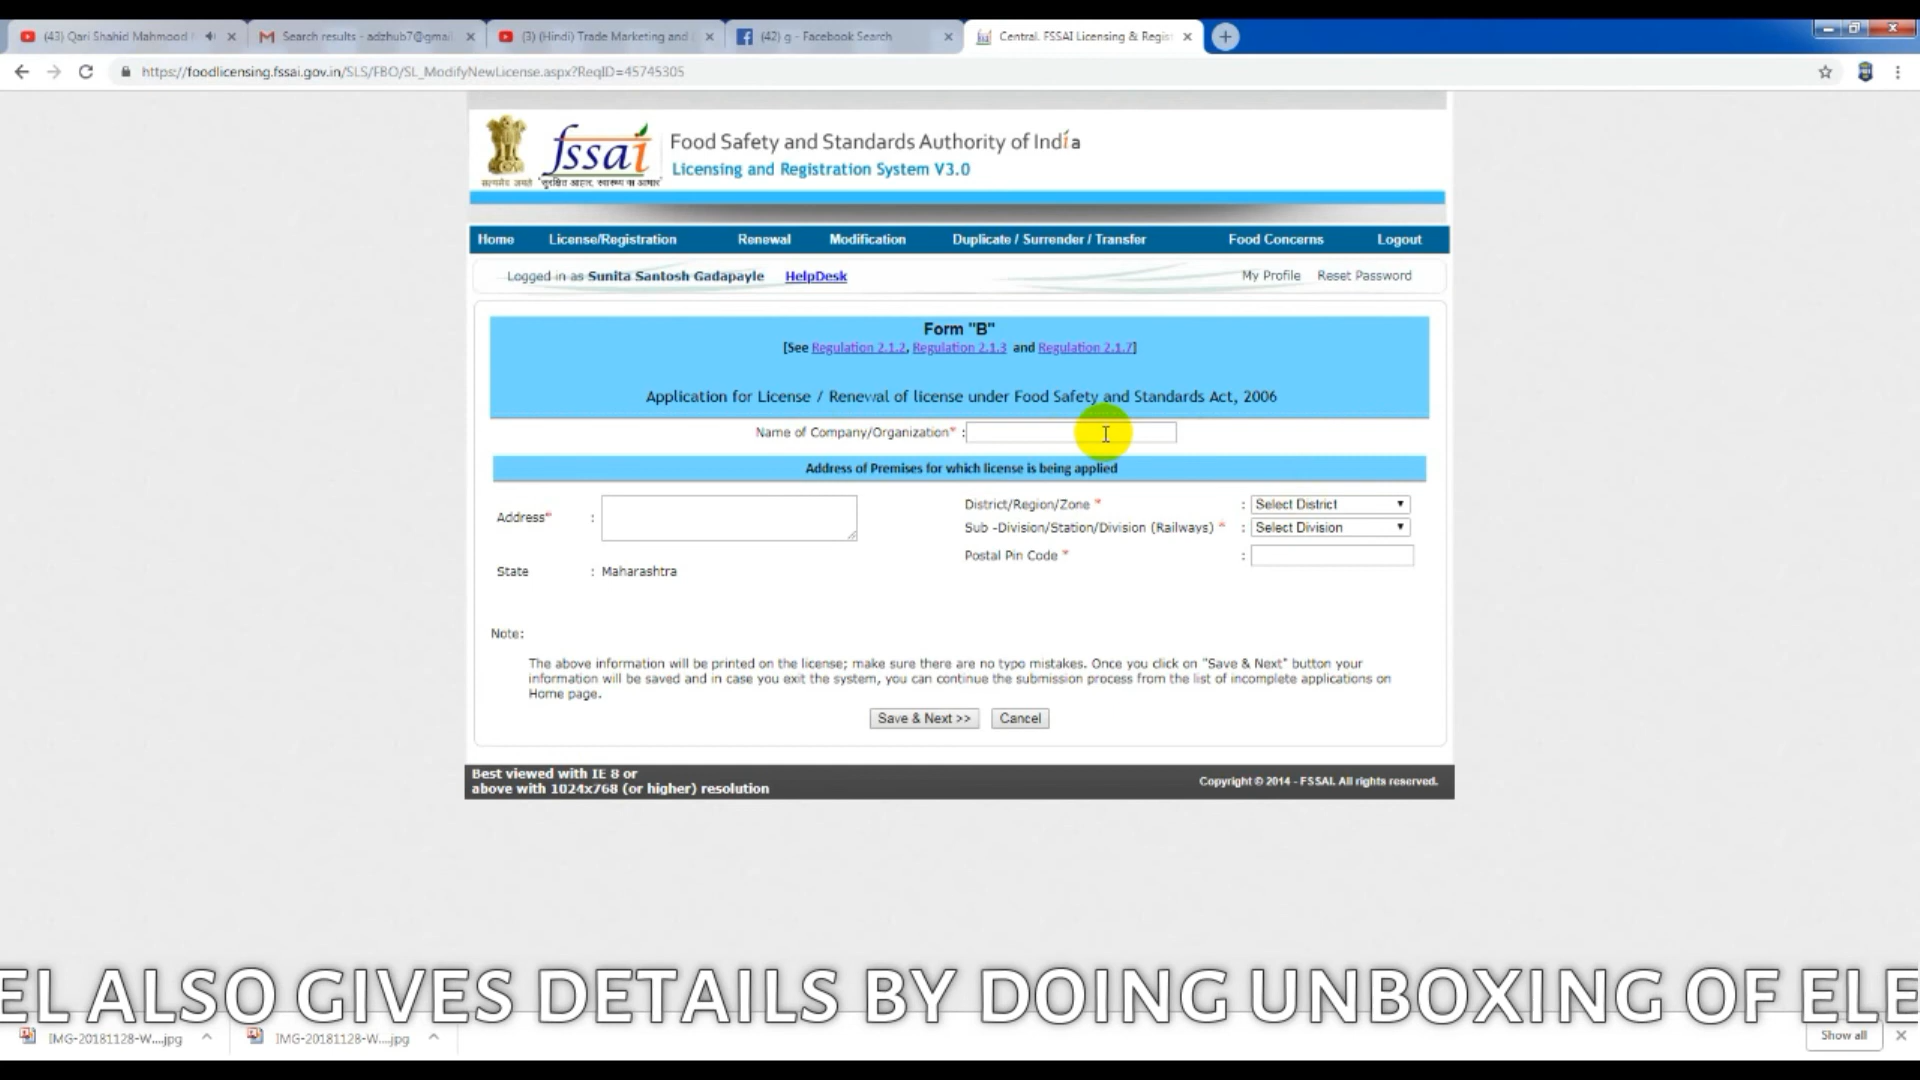 (43) Qari Shahid Mahmood
Search results - adzhub7@gmail
(3) (Hindi) Trade Marketing and
(42) g - Facebook Search
Central. FSSAI Licensing & Regis
https://foodlicensing.fssai.gov.in/SLS/FBO/SL_ModifyNewLicense.aspx?ReqID=45745305
fssai
Food Safety and Standards Authority of India
Licensing and Registration System V3.0
सत्यमेव जयते
Home License/Registration Renewal Modification Duplicate / Surrender / Transfer Food Concerns Logout
Logged in as Sunita Santosh Gadapayle HelpDesk My Profile Reset Password
Form "B"
[See Regulation 2.1.2, Regulation 2.1.3 and Regulation 2.1.7]
Application for License / Renewal of license under Food Safety and Standards Act, 2006
Name of Company/Organization* :
Address of Premises for which license is being applied
Address* :
District/Region/Zone * : Select District
Sub -Division/Station/Division (Railways) * : Select Division
Postal Pin Code * :
State : Maharashtra
Note:
The above information will be printed on the license; make sure there are no typo mistakes. Once you click on "Save & Next" button your
information will be saved and in case you exit the system, you can continue the submission process from the list of incomplete applications on
Home page.
Save & Next >> Cancel
Best viewed with IE 8 or
above with 1024x768 (or higher) resolution
Copyright © 2014 - FSSAI. All rights reserved.
EL ALSO GIVES DETAILS BY DOING UNBOXING OF ELE
IMG-20181128-W....jpg
IMG-20181128-W....jpg
Show all